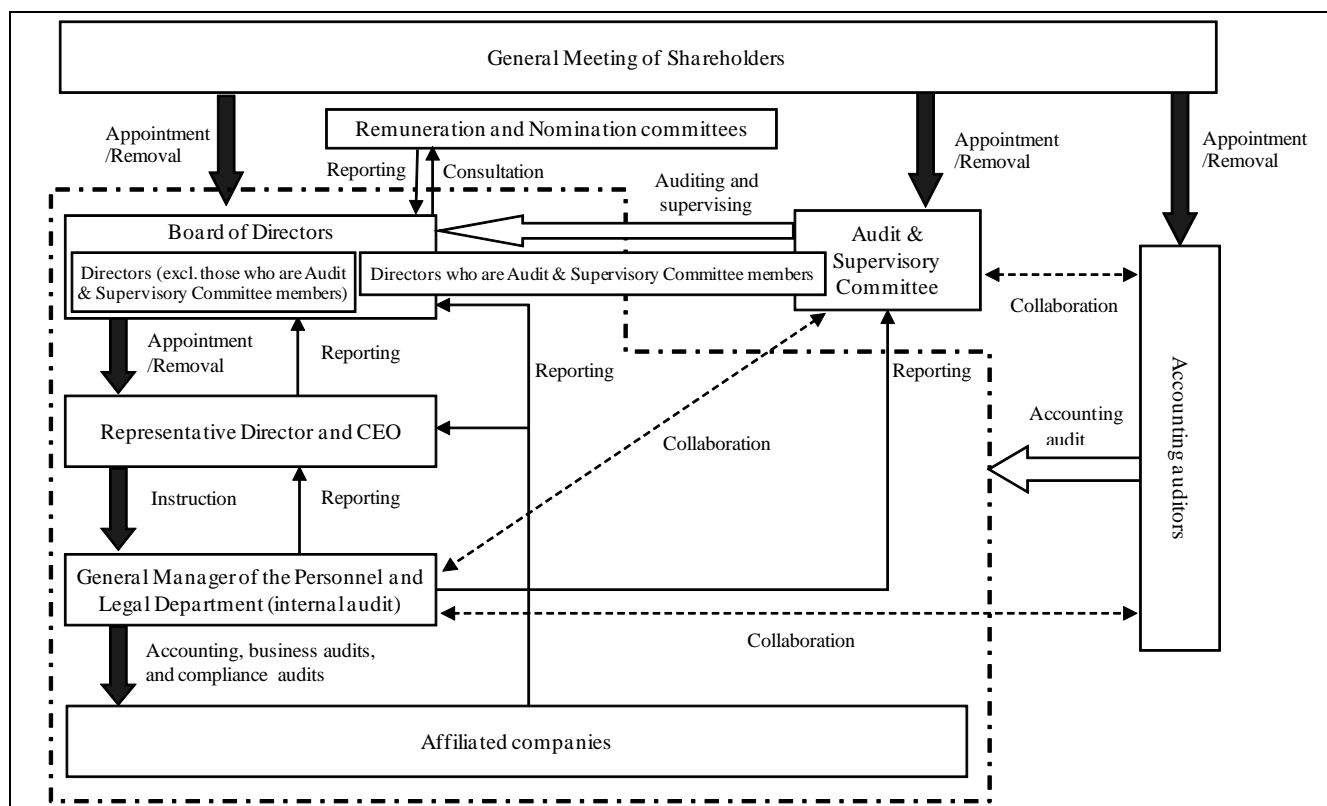 General Meeting of Shareholders
Appointment
/Removal
Remuneration and Nomination committees
Appointment
/Removal
Appointment
/Removal
Reporting
Consultation
Auditing and
supervising
Board of Directors
Directors (excl. those who are Audit
& Supervisory Committee members)
Directors who are Audit & Supervisory Committee members
Audit &
Supervisory
Committee
Collaboration
Appointment
/Removal
Reporting
Reporting
Reporting
Representative Director and CEO
Collaboration
Accounting
audit
Accounting auditors
Instruction
Reporting
General Manager of the Personnel and
Legal Department (internal audit)
Collaboration
Accounting, business audits,
and compliance audits
Affiliated companies